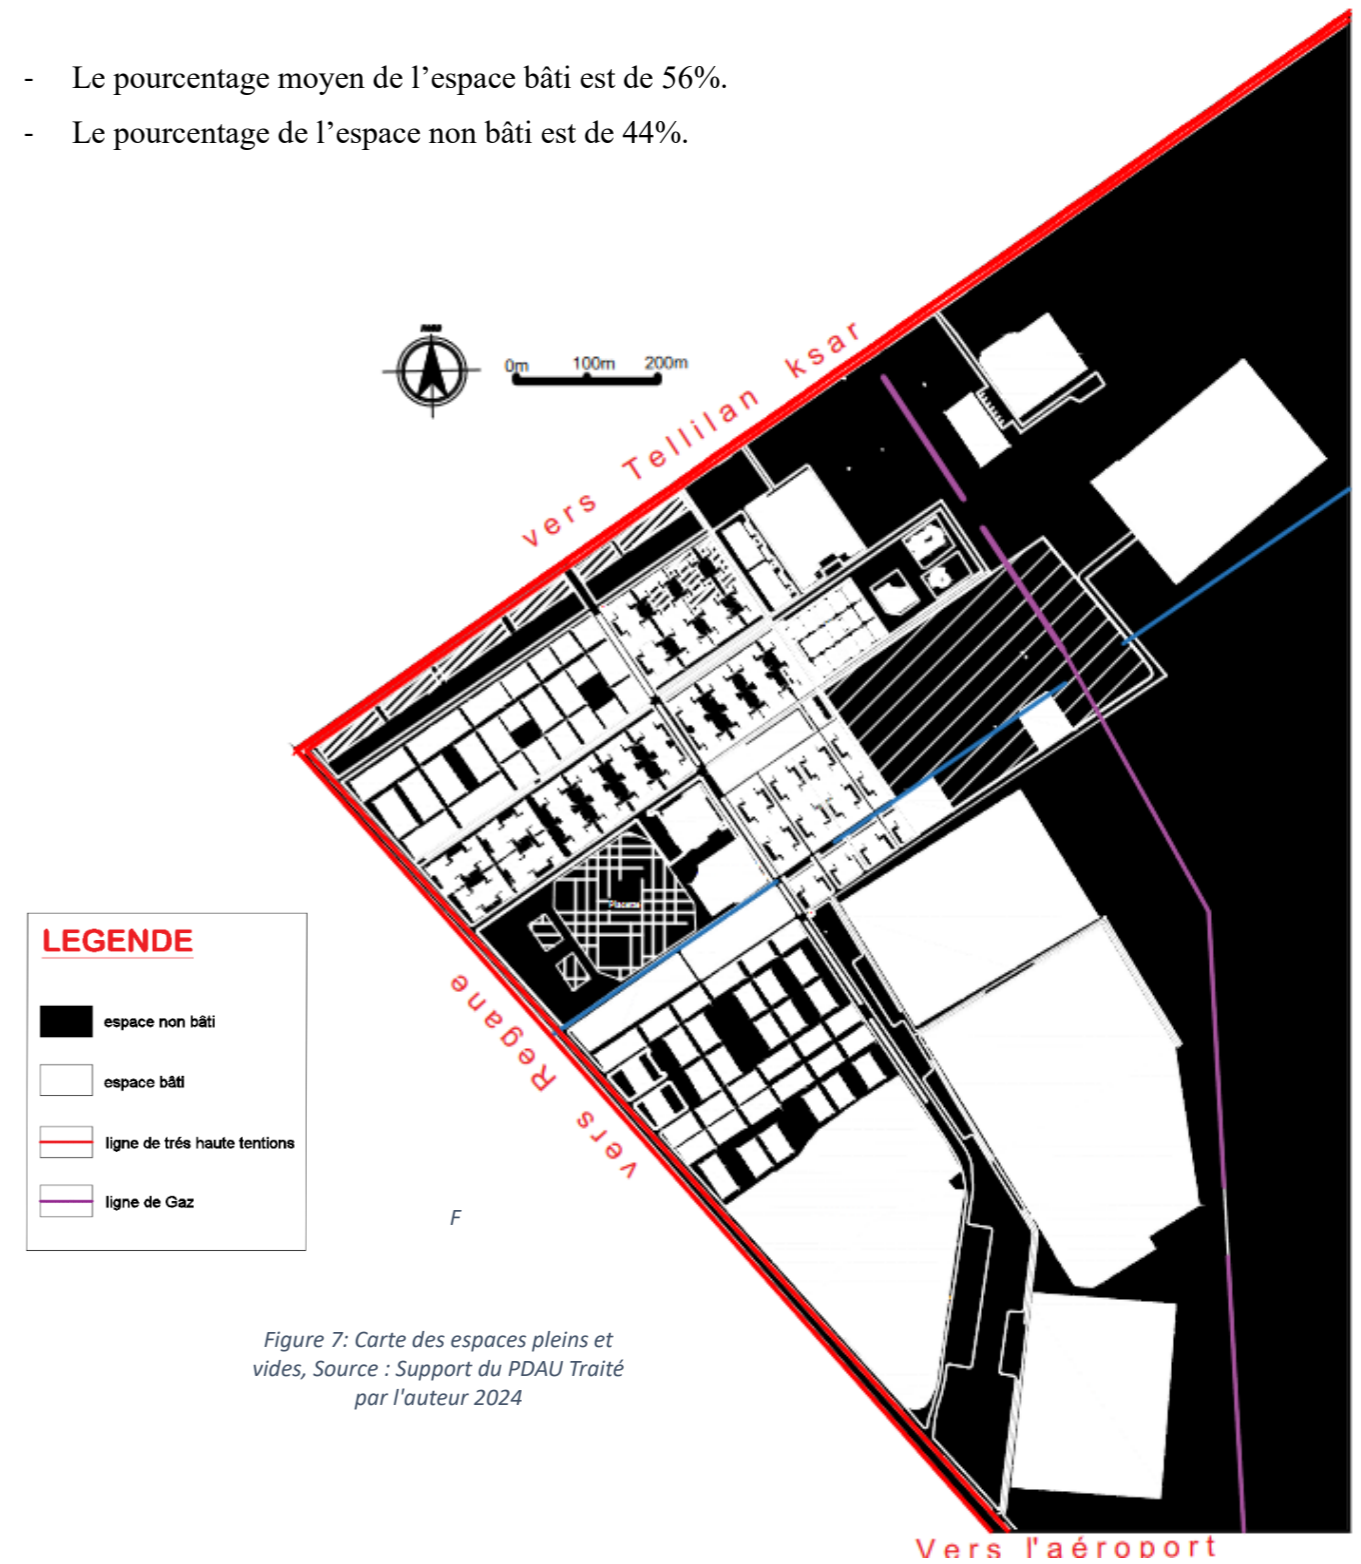 - Le pourcentage moyen de l’espace bâti est de 56%.
- Le pourcentage de l’espace non bâti est de 44%.
0m 100m 200m
vers Tellilan ksar
Placette
vers Regane
LEGENDE
espace non bâti
espace bâti
ligne de trés haute tentions
ligne de Gaz
F
Figure 7: Carte des espaces pleins et
vides, Source : Support du PDAU Traité
par l'auteur 2024
Vers l'aéroport